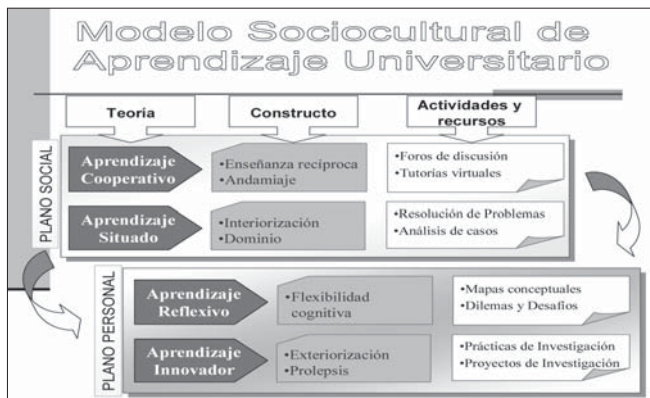 Modelo Sociocultural de
Aprendizaje Universitario
Teoría
Constructo
Actividades y
recursos
PLANO SOCIAL
Aprendizaje
Cooperativo
•Enseñanza recíproca
•Andamiaje
•Foros de discusión
•Tutorías virtuales
Aprendizaje
Situado
•Interiorización
•Dominio
•Resolución de Problemas
•Análisis de casos
PLANO PERSONAL
Aprendizaje
Reflexivo
•Flexibilidad
cognitiva
•Mapas conceptuales
•Dilemas y Desafíos
Aprendizaje
Innovador
•Exteriorización
•Prolepsis
•Prácticas de Investigación
•Proyectos de Investigación